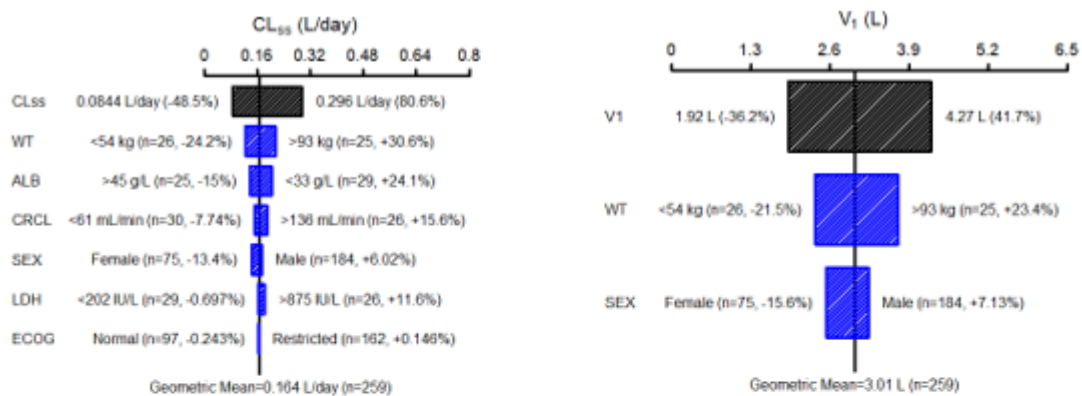 CLss (L/day)
0 0.16 0.32 0.48 0.64 0.8
CLss 0.0844 L/day (-48.5%) 0.296 L/day (80.6%)
WT <54 kg (n=26, -24.2%) >93 kg (n=25, +30.6%)
ALB >45 g/L (n=25, -15%) <33 g/L (n=29, +24.1%)
CRCL <61 mL/min (n=30, -7.74%) >136 mL/min (n=26, +15.6%)
SEX Female (n=75, -13.4%) Male (n=184, +6.02%)
LDH <202 IU/L (n=29, -0.697%) >875 IU/L (n=26, +11.6%)
ECOG Normal (n=97, -0.243%) Restricted (n=162, +0.146%)
Geometric Mean=0.164 L/day (n=259)
V1 (L)
0 1.3 2.6 3.9 5.2 6.5
V1 1.92 L (-36.2%) 4.27 L (41.7%)
WT <54 kg (n=26, -21.5%) >93 kg (n=25, +23.4%)
SEX Female (n=75, -15.6%) Male (n=184, +7.13%)
Geometric Mean=3.01 L (n=259)